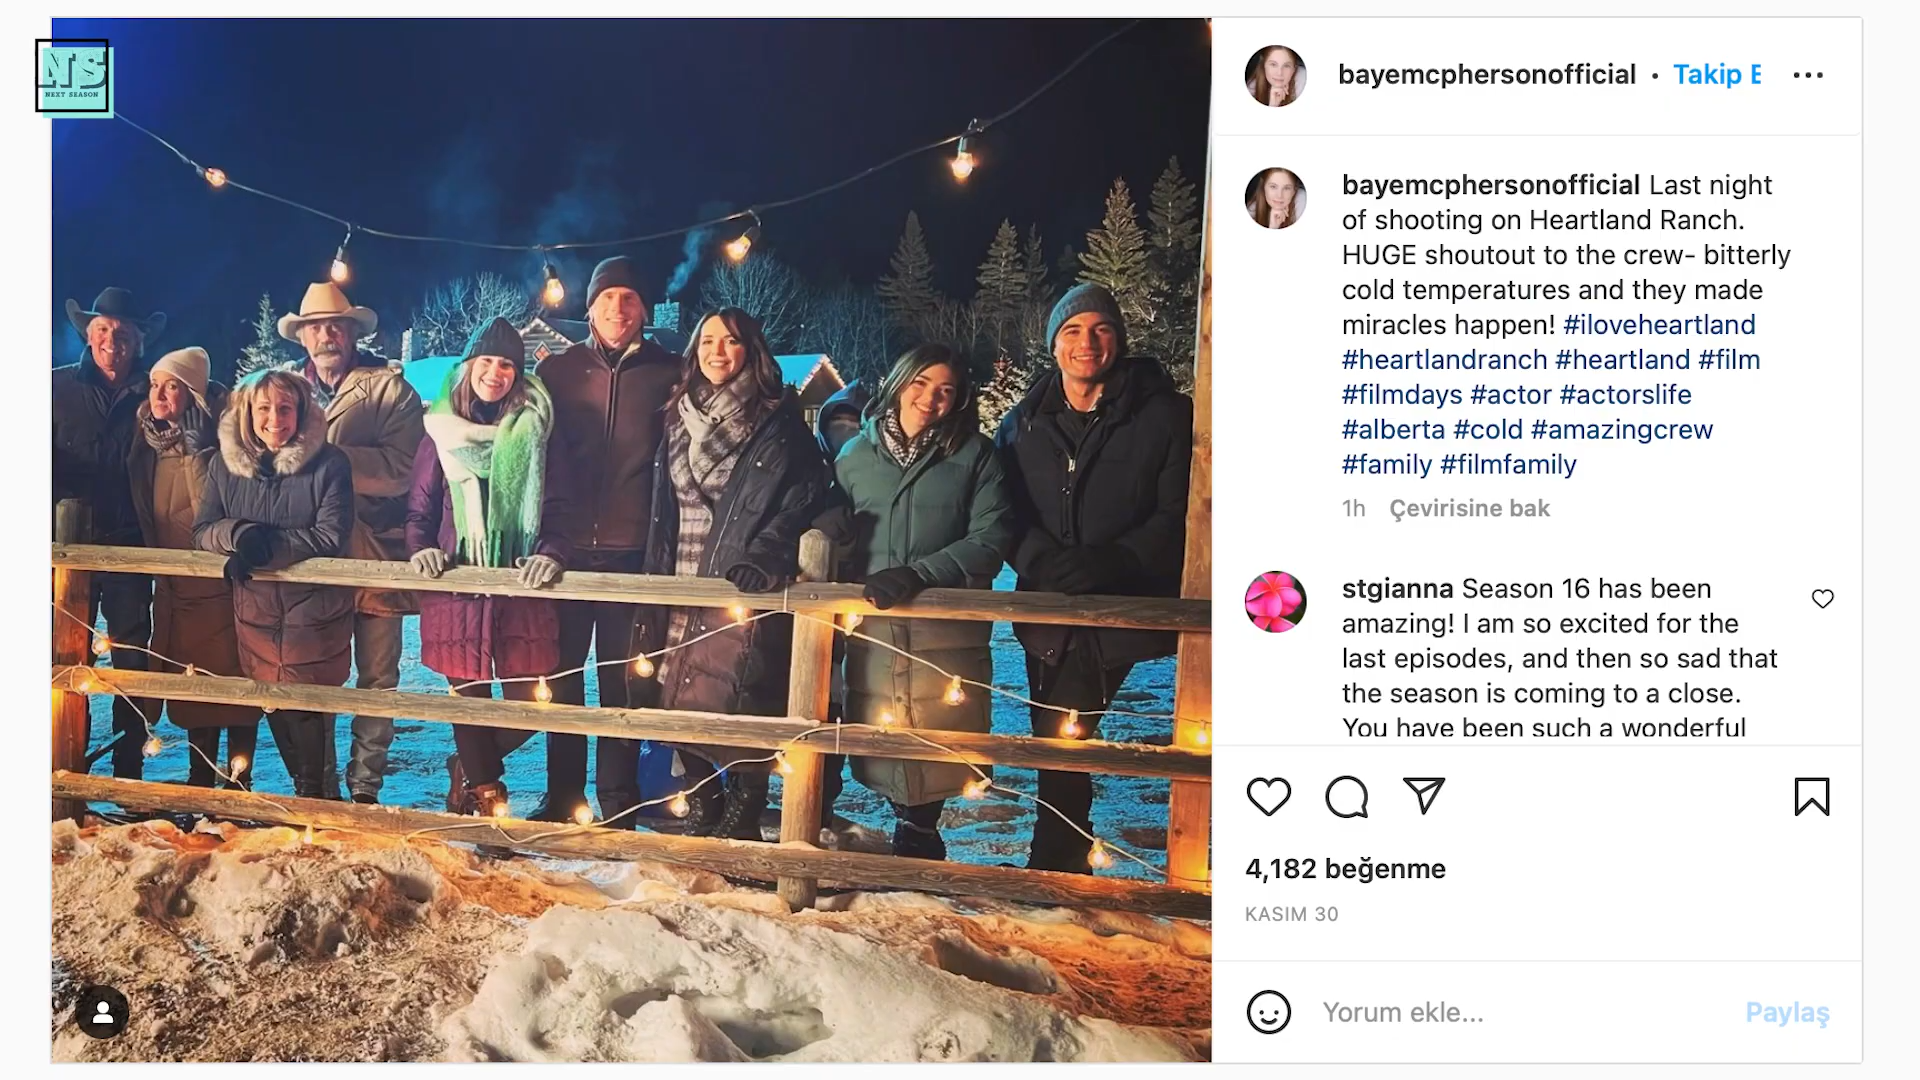 NS
NEXT SEASON
bayemcphersonofficial • Takip E
bayemcphersonofficial Last night
of shooting on Heartland Ranch.
HUGE shoutout to the crew- bitterly
cold temperatures and they made
miracles happen! #iloveheartland
#heartlandranch #heartland #film
#filmdays #actor #actorslife
#alberta #cold #amazingcrew
#family #filmfamily
1h Çevirisine bak
stgianna Season 16 has been
amazing! I am so excited for the
last episodes, and then so sad that
the season is coming to a close.
You have been such a wonderful
4,182 beğenme
KASIM 30
Yorum ekle...
Paylaş